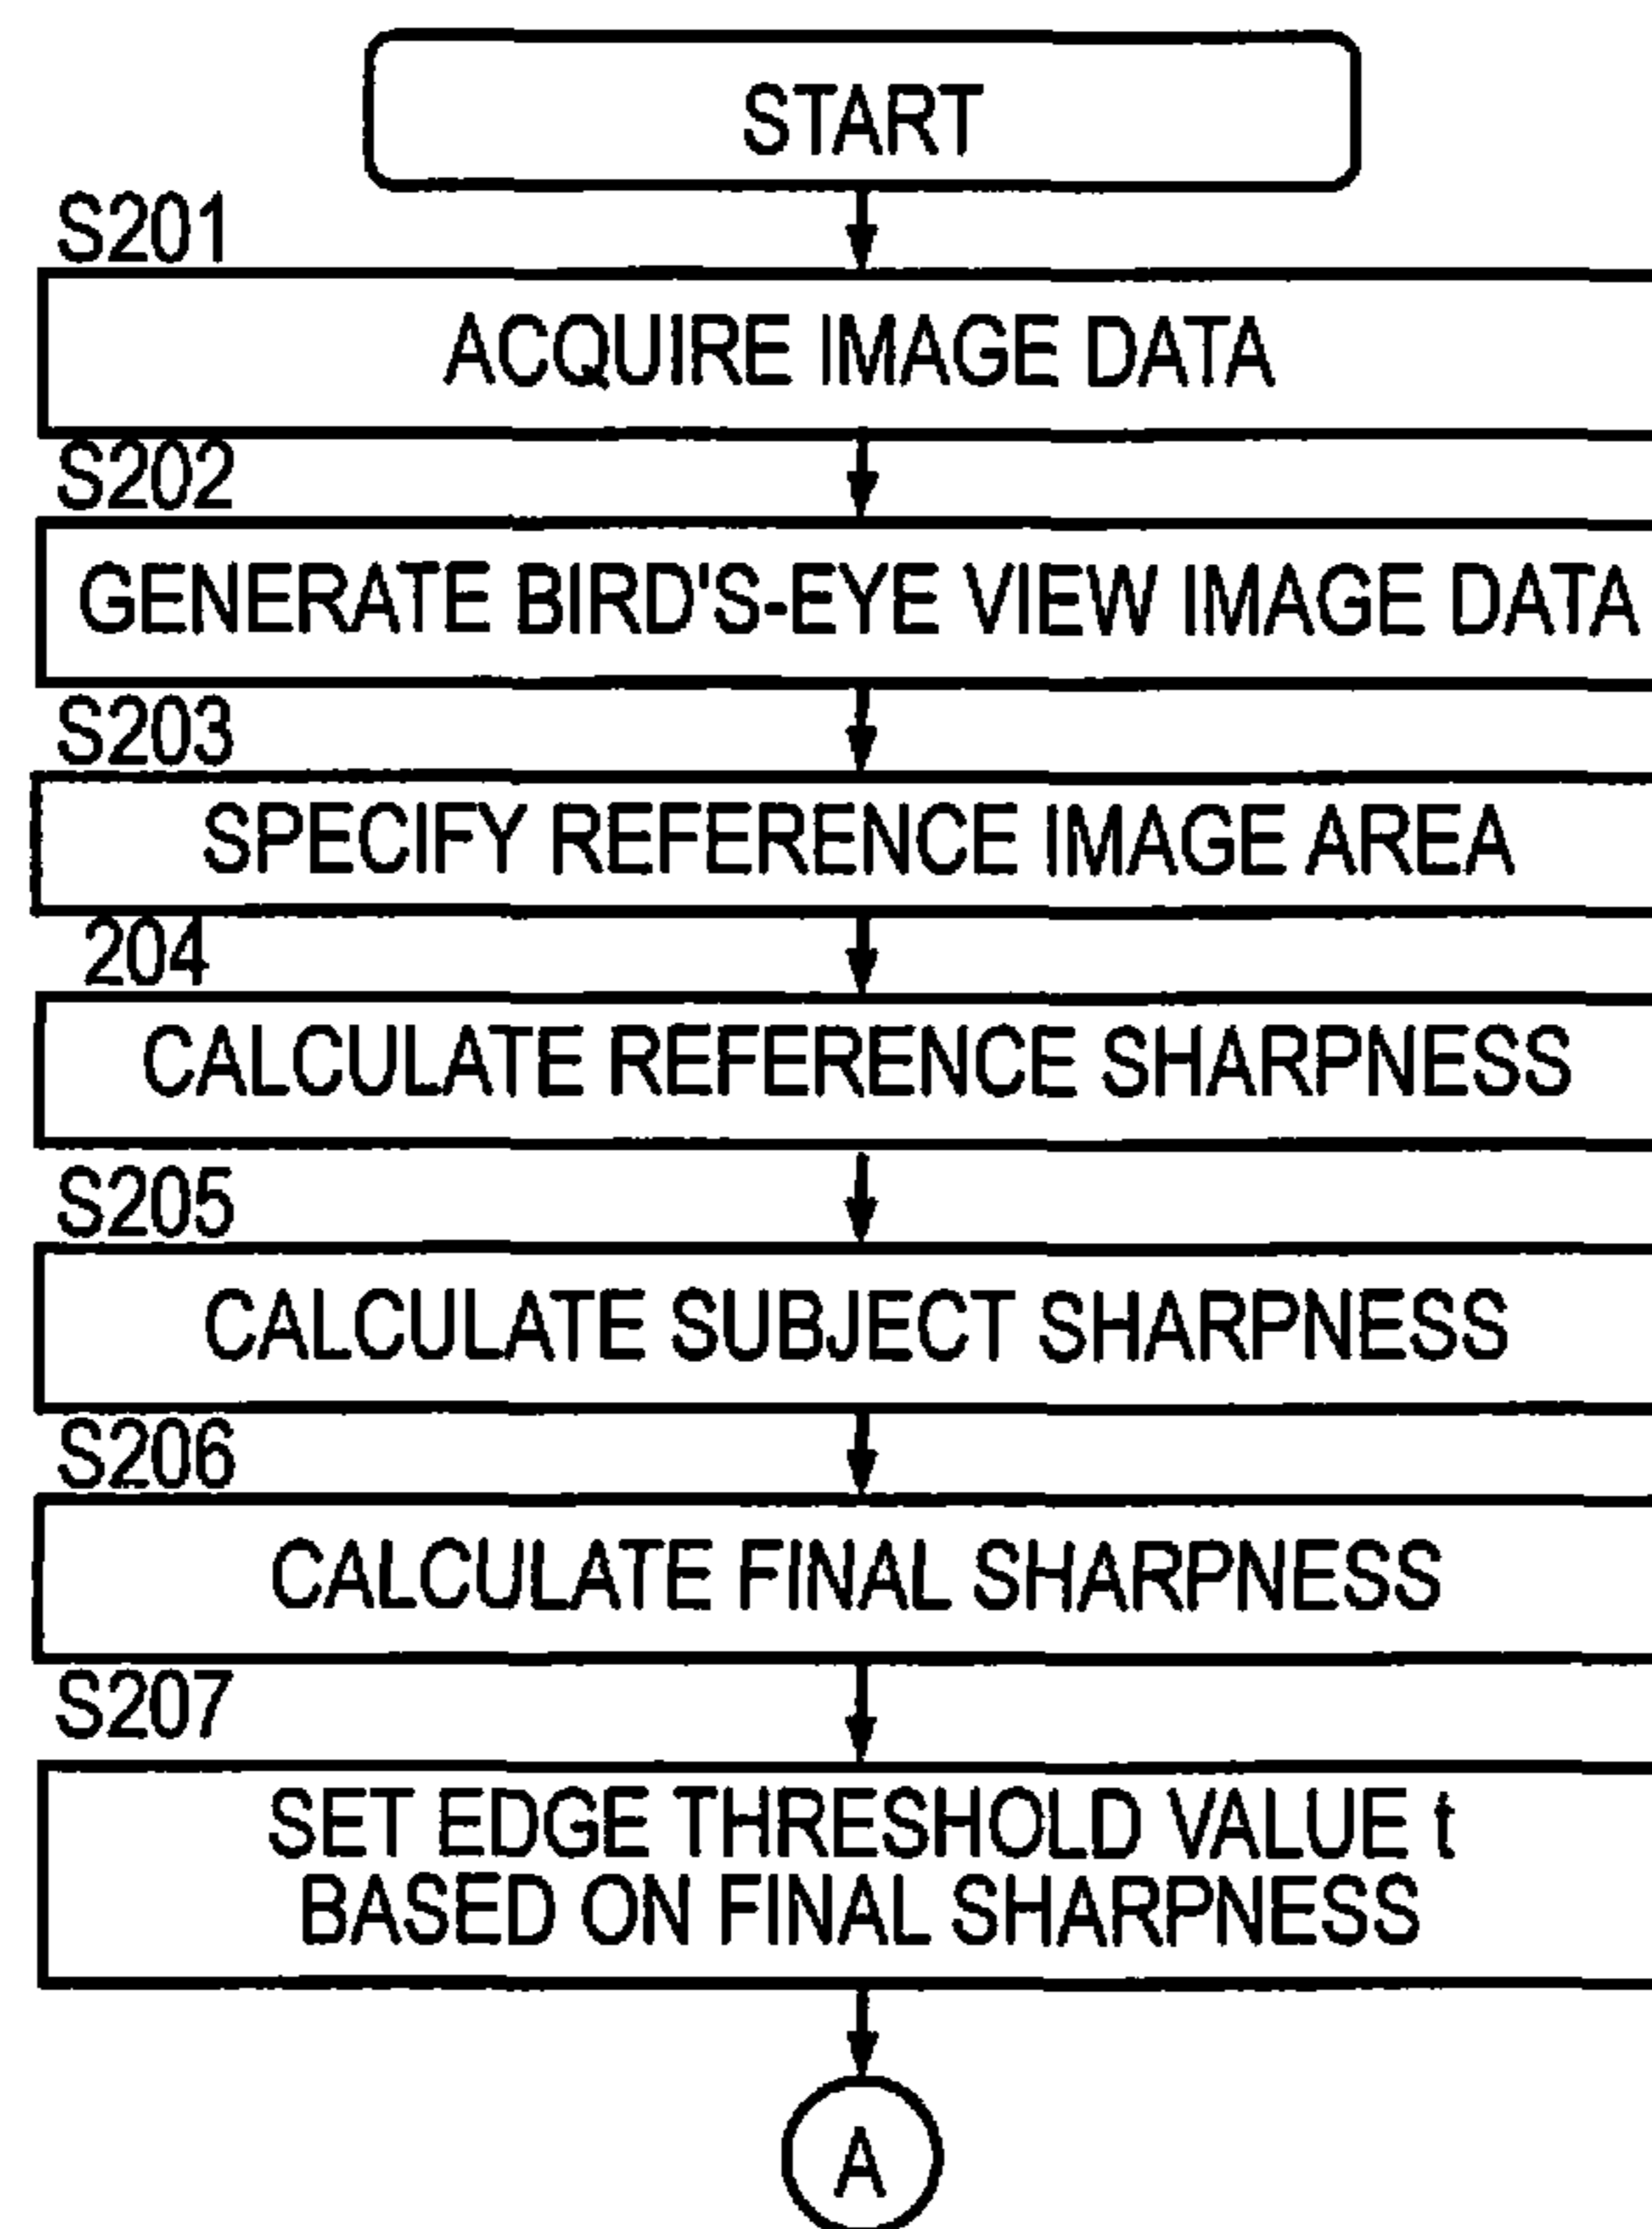 START
S201
ACQUIRE IMAGE DATA
S202
GENERATE BIRD'S-EYE VIEW IMAGE DATA
S203
SPECIFY REFERENCE IMAGE AREA
204
CALCULATE REFERENCE SHARPNESS
S205
CALCULATE SUBJECT SHARPNESS
S206
CALCULATE FINAL SHARPNESS
S207
SET EDGE THRESHOLD VALUE t
BASED ON FINAL SHARPNESS
A